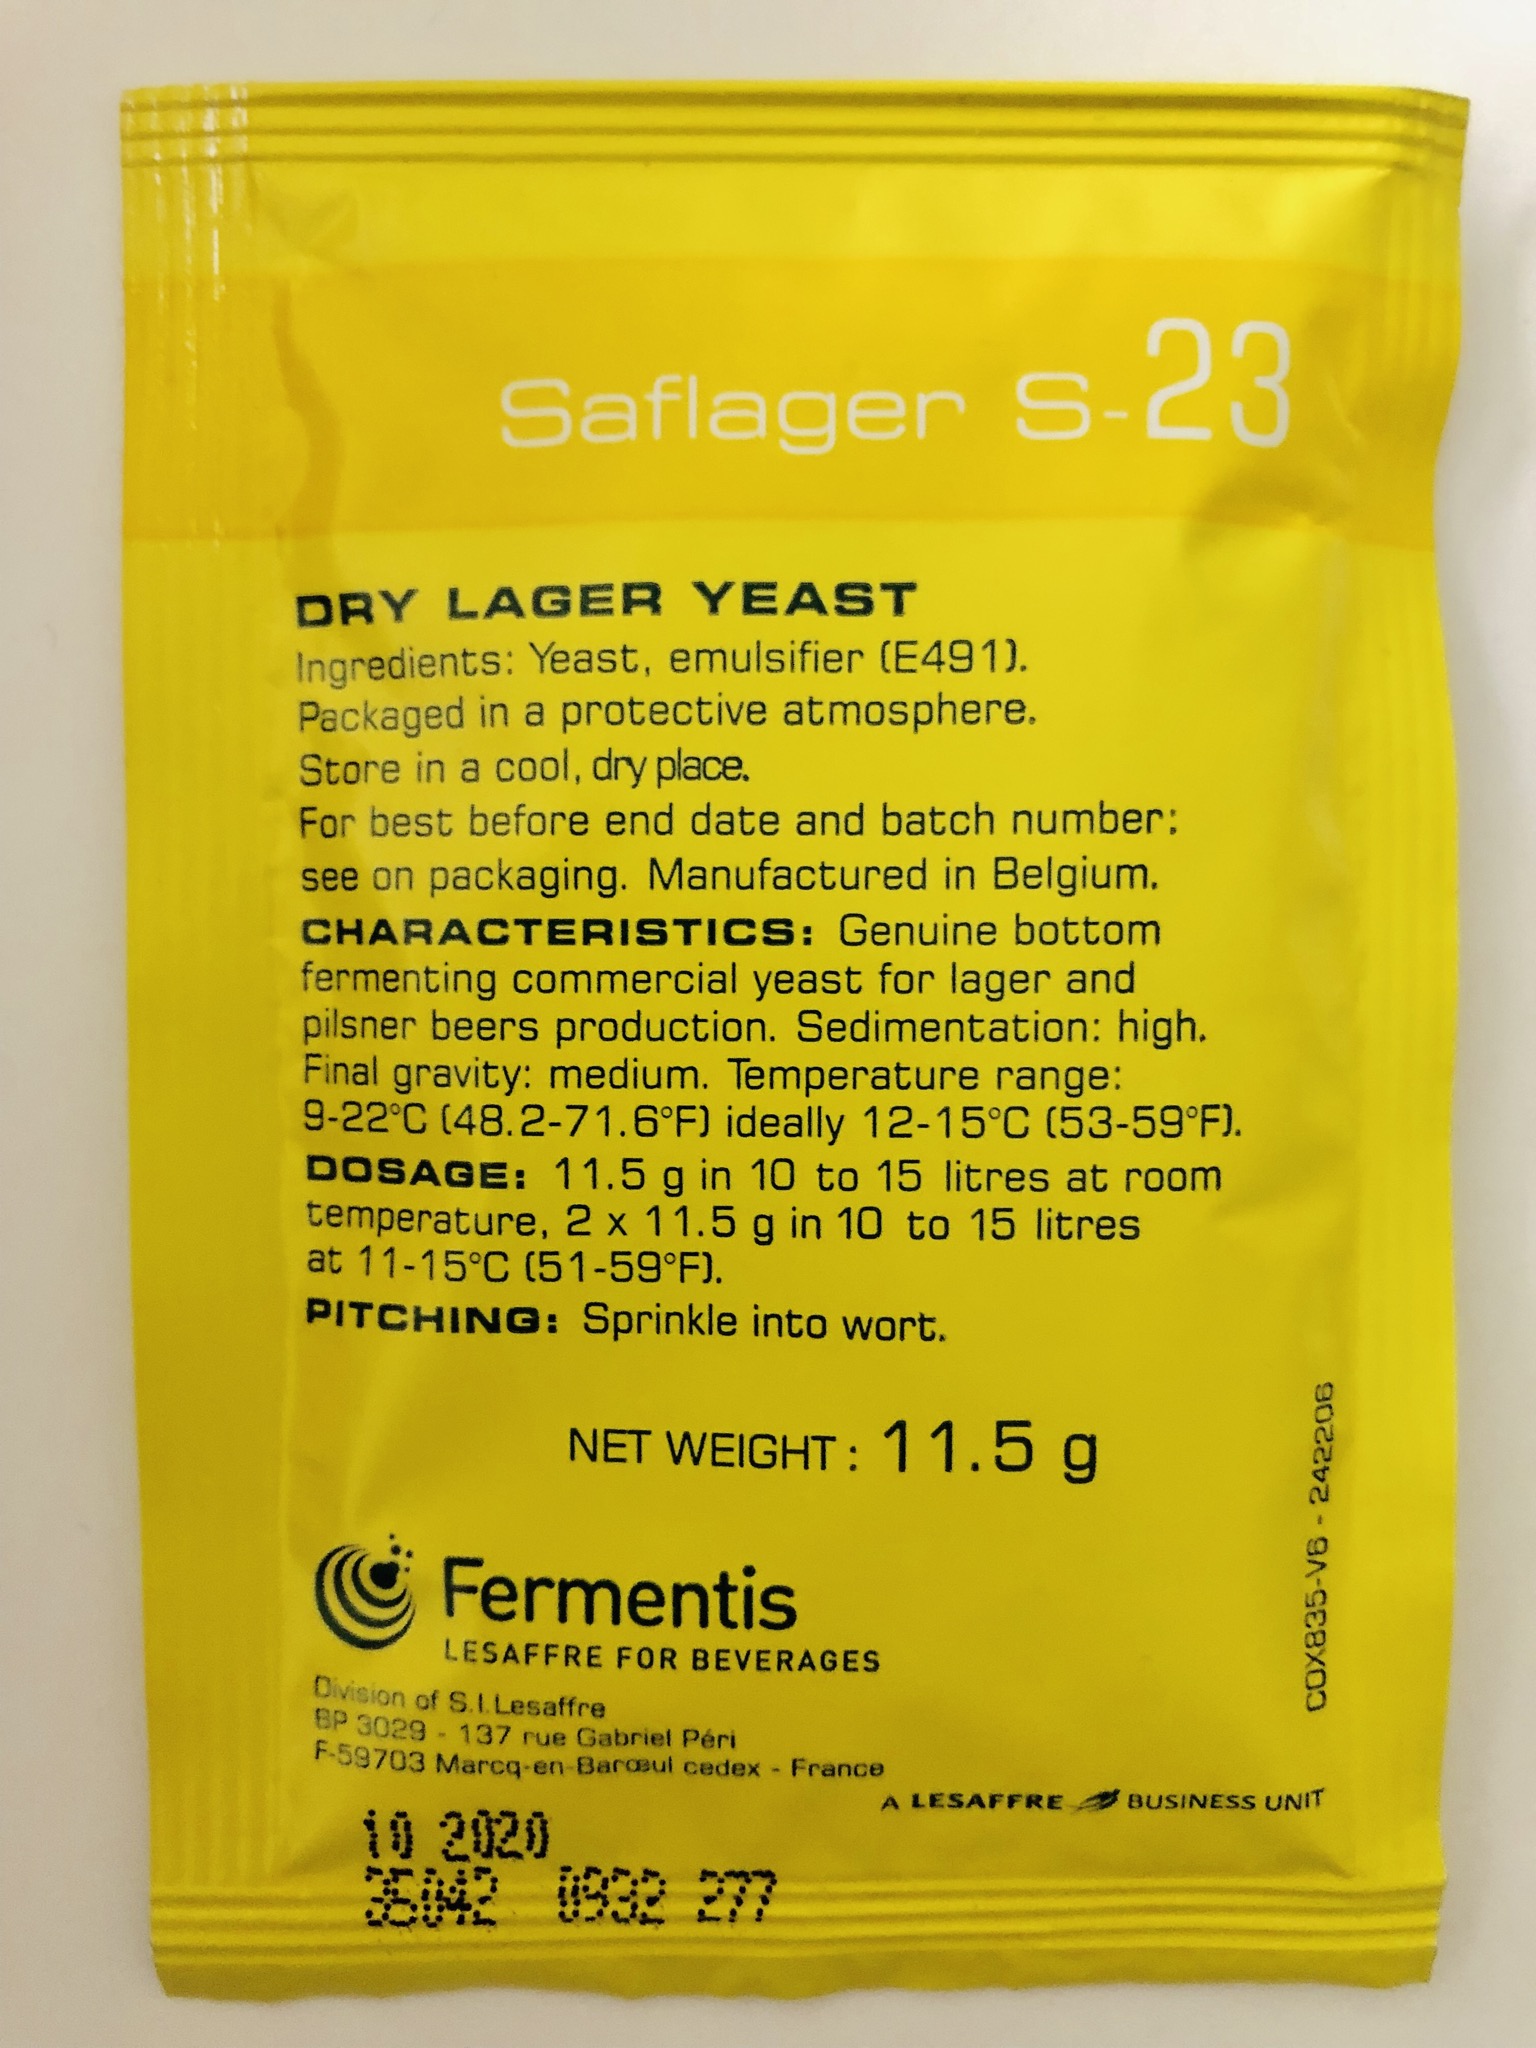 Saflager S-23
DRY LAGER YEAST
Ingredients: Yeast, emulsifier (E491).
Packaged in a protective atmosphere.
Store in a cool, dry place.
For best before end date and batch number:
see on packaging. Manufactured in Belgium.
CHARACTERISTICS: Genuine bottom
fermenting commercial yeast for lager and
pilsner beers production. Sedimentation: high.
Final gravity: medium. Temperature range:
9-22°C (48.2-71.6°F) ideally 12-15°C (53-59°F).
DOSAGE: 11.5 g in 10 to 15 litres at room
temperature, 2 x 11.5 g in 10 to 15 litres
at 11-15°C (51-59°F).
PITCHING: Sprinkle into wort.
NET WEIGHT: 11.5 g
COX835-V6 - 242206
Fermentis
LESAFFRE FOR BEVERAGES
Division of S.I.Lesaffre
BP 3029 - 137 rue Gabriel Péri
F-59703 Marcq-en-Barœul cedex - France
A LESAFFRE BUSINESS UNIT
10 2020
277